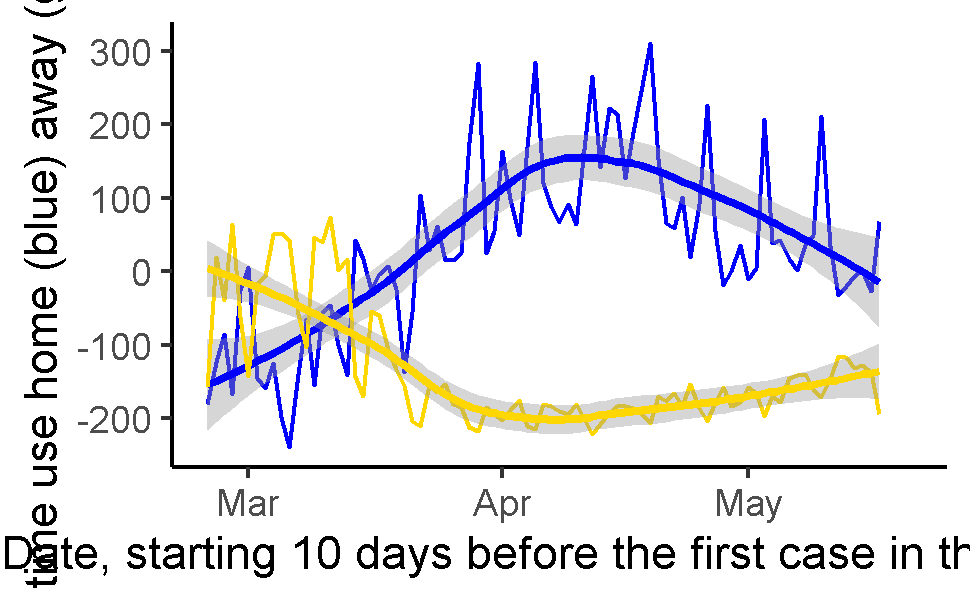 time use home (blue) away (
300
200
100
0
-100
-200
Mar Apr May
Date, starting 10 days before the first case in th